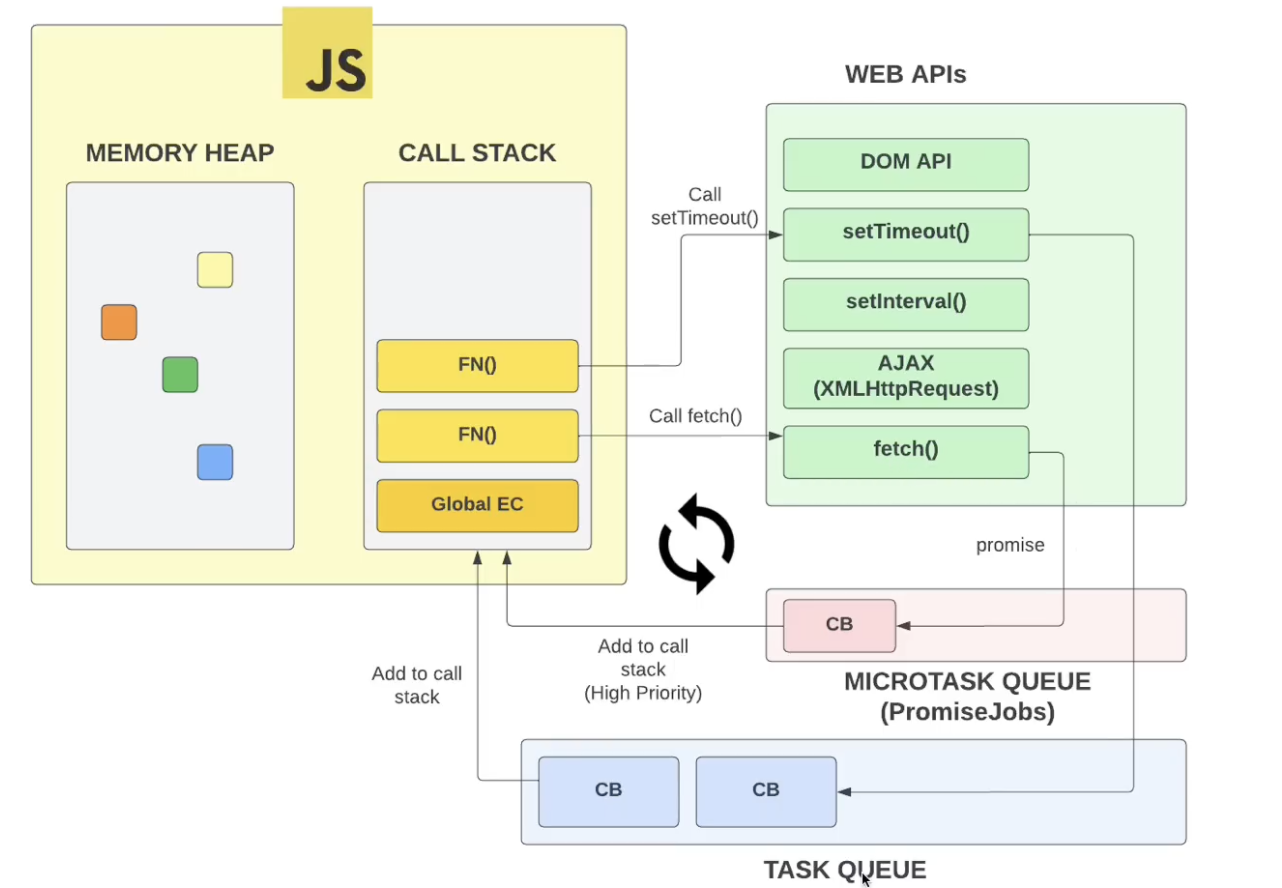 JS
MEMORY HEAP
CALL STACK
FN()
FN()
Global EC
Call
setTimeout()
Call fetch()
WEB APIs
DOM API
setTimeout()
setInterval()
AJAX
(XMLHttpRequest)
fetch()
promise
CB
MICROTASK QUEUE
(PromiseJobs)
Add to call
stack
(High Priority)
Add to call
stack
CB
CB
TASK QUEUE